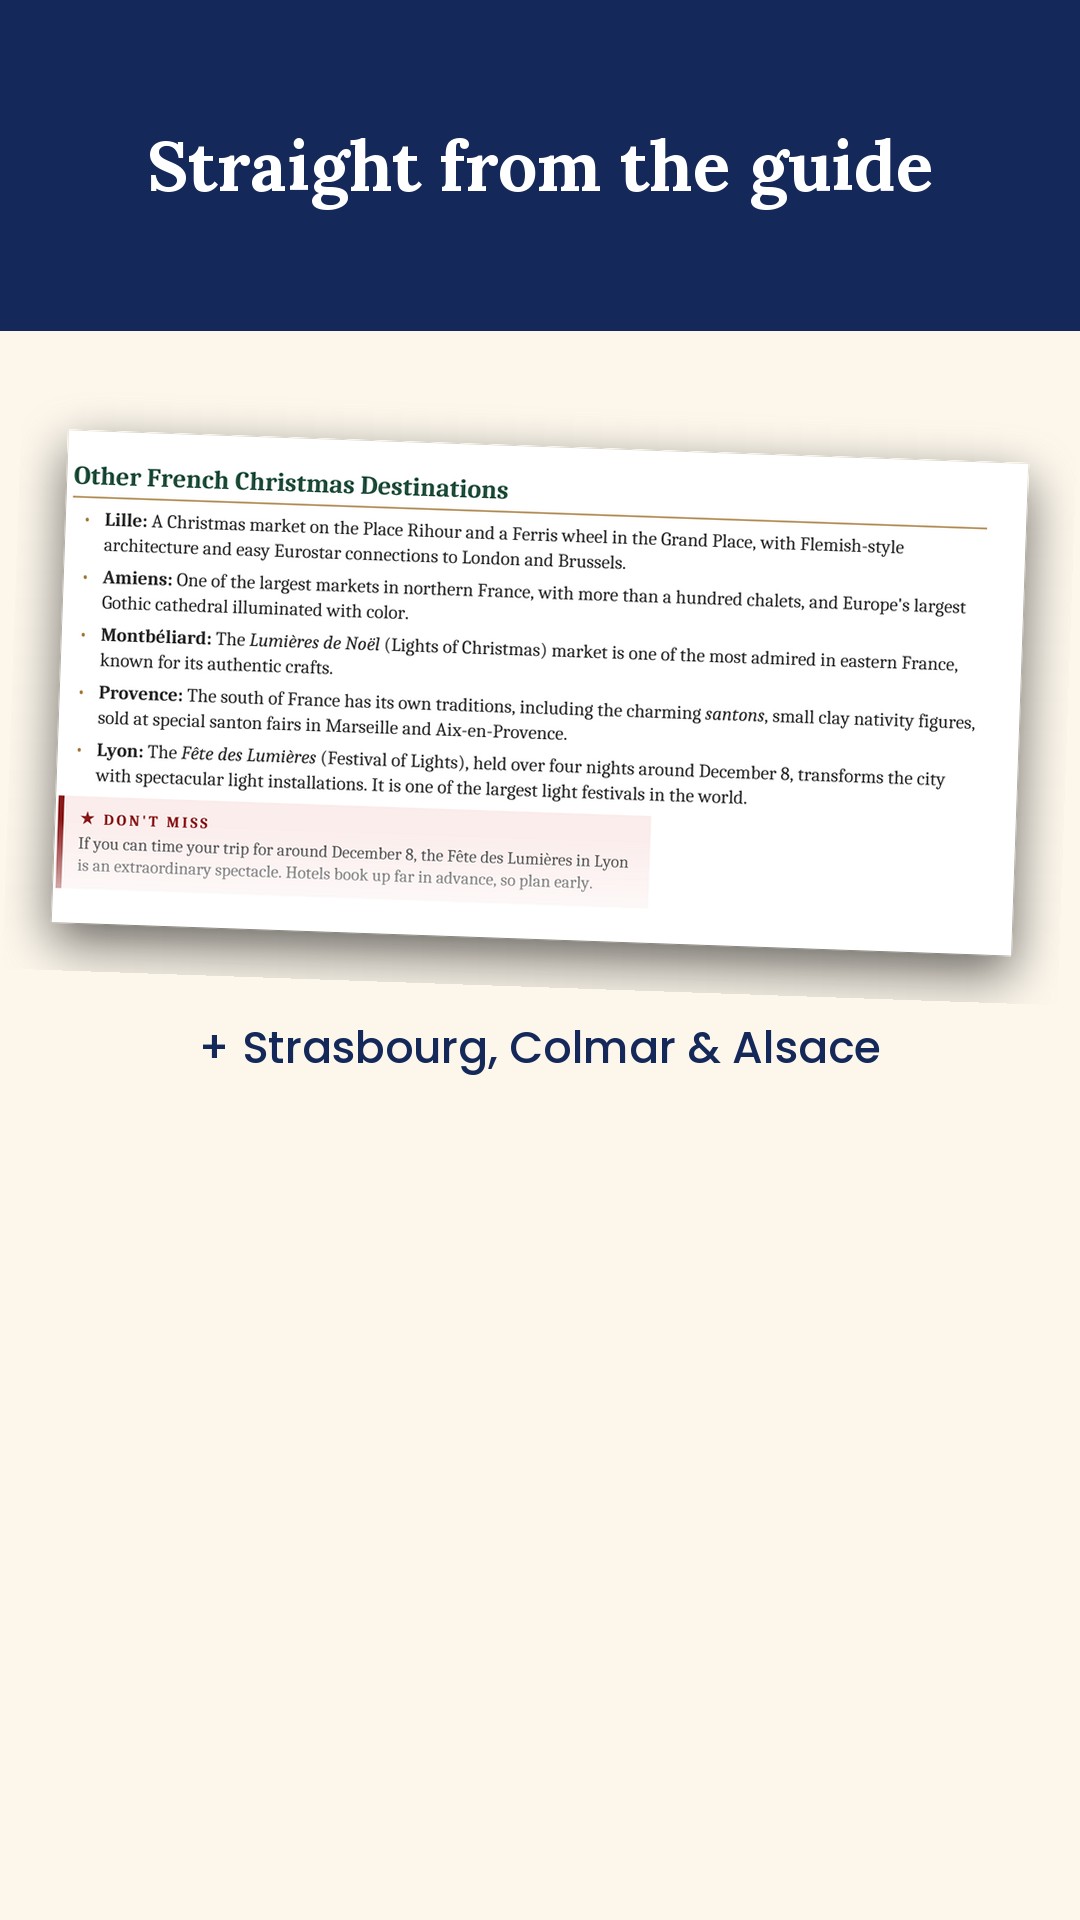 Straight from the guide
Other French Christmas Destinations
• Lille: A Christmas market on the Place Rihour and a Ferris wheel in the Grand Place, with Flemish-style
architecture and easy Eurostar connections to London and Brussels.
• Amiens: One of the largest markets in northern France, with more than a hundred chalets, and Europe's largest
Gothic cathedral illuminated with color.
• Montbéliard: The Lumières de Noël (Lights of Christmas) market is one of the most admired in eastern France,
known for its authentic crafts.
• Provence: The south of France has its own traditions, including the charming santons, small clay nativity figures,
sold at special santon fairs in Marseille and Aix-en-Provence.
• Lyon: The Fête des Lumières (Festival of Lights), held over four nights around December 8, transforms the city
with spectacular light installations. It is one of the largest light festivals in the world.
★ DON'T MISS
If you can time your trip for around December 8, the Fête des Lumières in Lyon
is an extraordinary spectacle. Hotels book up far in advance, so plan early.
+ Strasbourg, Colmar & Alsace